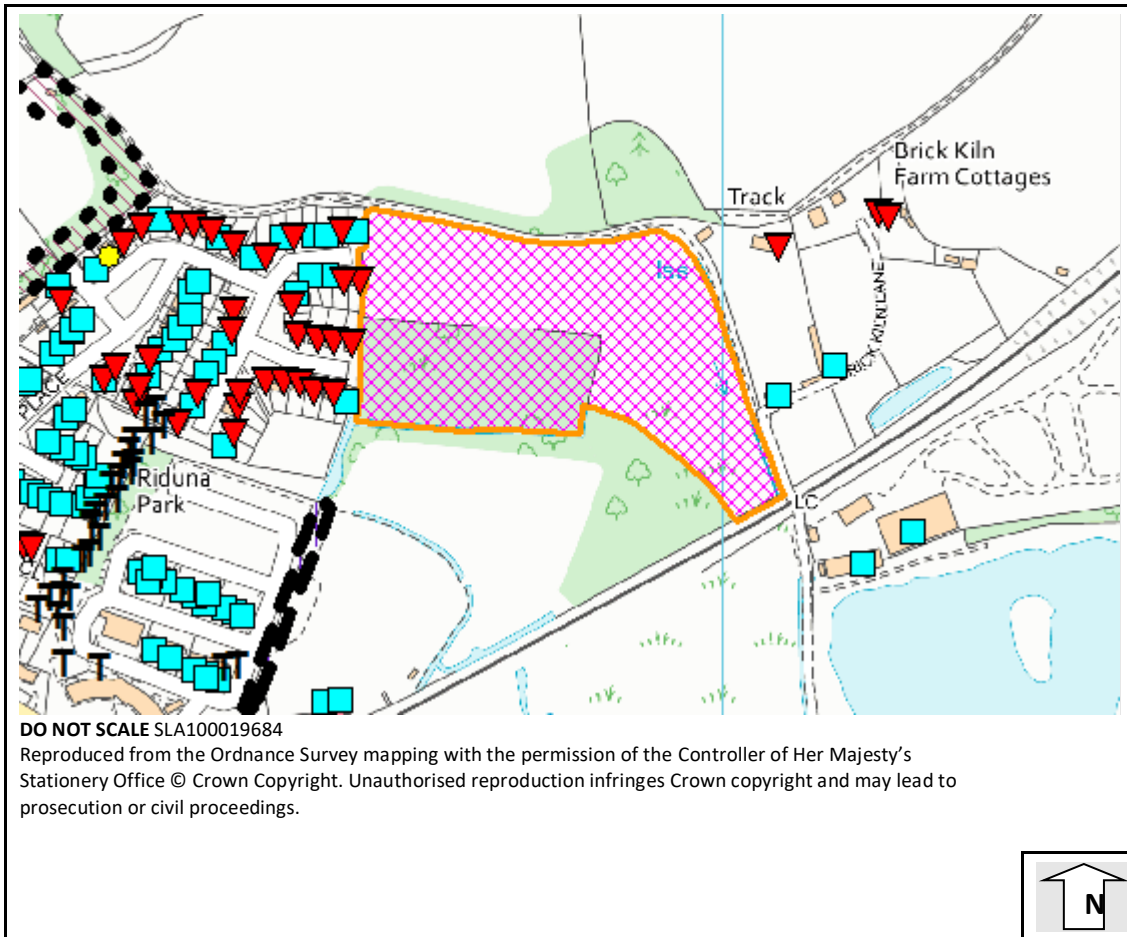 Brick Kiln
Farm Cottages
Track
Iss
BRICK KILN LANE
Riduna
Park
LC
DO NOT SCALE SLA100019684
Reproduced from the Ordnance Survey mapping with the permission of the Controller of Her Majesty’s
Stationery Office © Crown Copyright. Unauthorised reproduction infringes Crown copyright and may lead to
prosecution or civil proceedings.
N